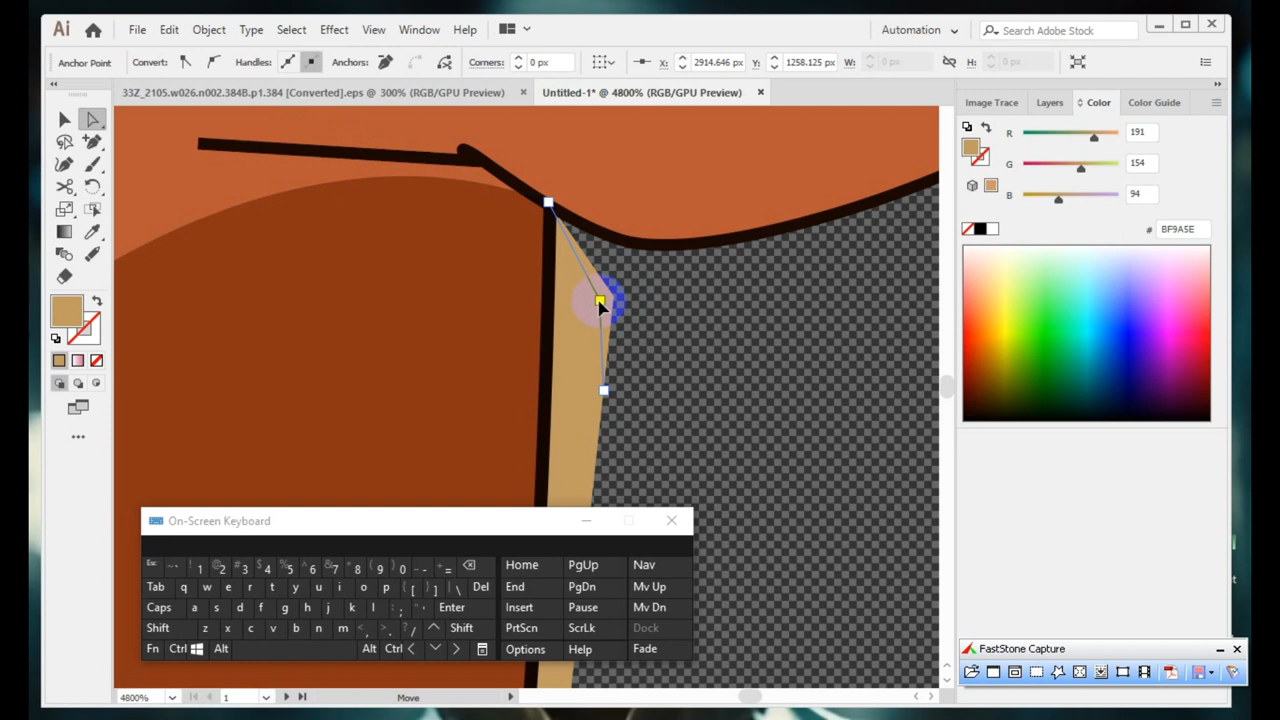 Ai File Edit Object Type Select Effect View Window Help Automation Search Adobe Stock
Anchor Point Convert: Handles: Anchors: Corners: 0 px X: 2914.646 px Y: 1258.125 px W: 0 px H: 0 px
33Z_2105.w026.n002.384B.p1.384 [Converted].eps @ 300% (RGB/GPU Preview) Untitled-1* @ 4800% (RGB/GPU Preview)
Image Trace Layers Color Color Guide
R 191
G 154
B 94
# BF9A5E
On-Screen Keyboard
Esc ~` ! 1 @ 2 # 3 $ 4 % 5 ^ 6 & 7 * 8 ( 9 ) 0 _ - + = Home PgUp Nav
Tab q w e r t y u i o p { [ } ] | \ Del End PgDn Mv Up
Caps a s d f g h j k l : ; " ' Enter Insert Pause Mv Dn
Shift z x c v b n m < , > . ? / Shift PrtScn ScrLk Dock
Fn Ctrl Alt Alt Ctrl Options Help Fade
FastStone Capture
4800% 1 Move